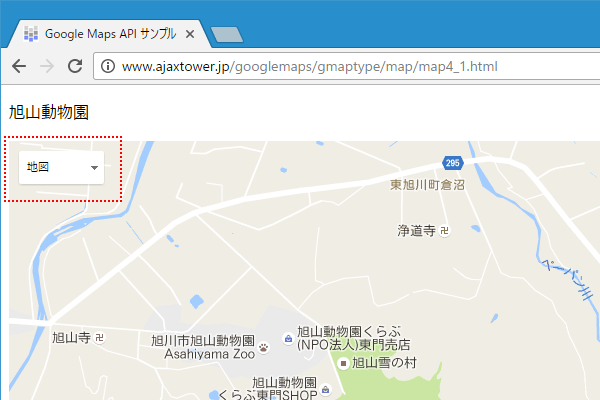 Google Maps API サンプル
www.ajaxtower.jp/googlemaps/gmaptype/map/map4_1.html
旭山動物園
地図
295
東旭川町倉沼
浄道寺
ペーパン川
旭山寺
旭川市旭山動物園
Asahiyama Zoo
旭山動物園くらぶ
(NPO法人)東門売店
旭山雪の村
旭山動物園
くらぶ東門SHOP